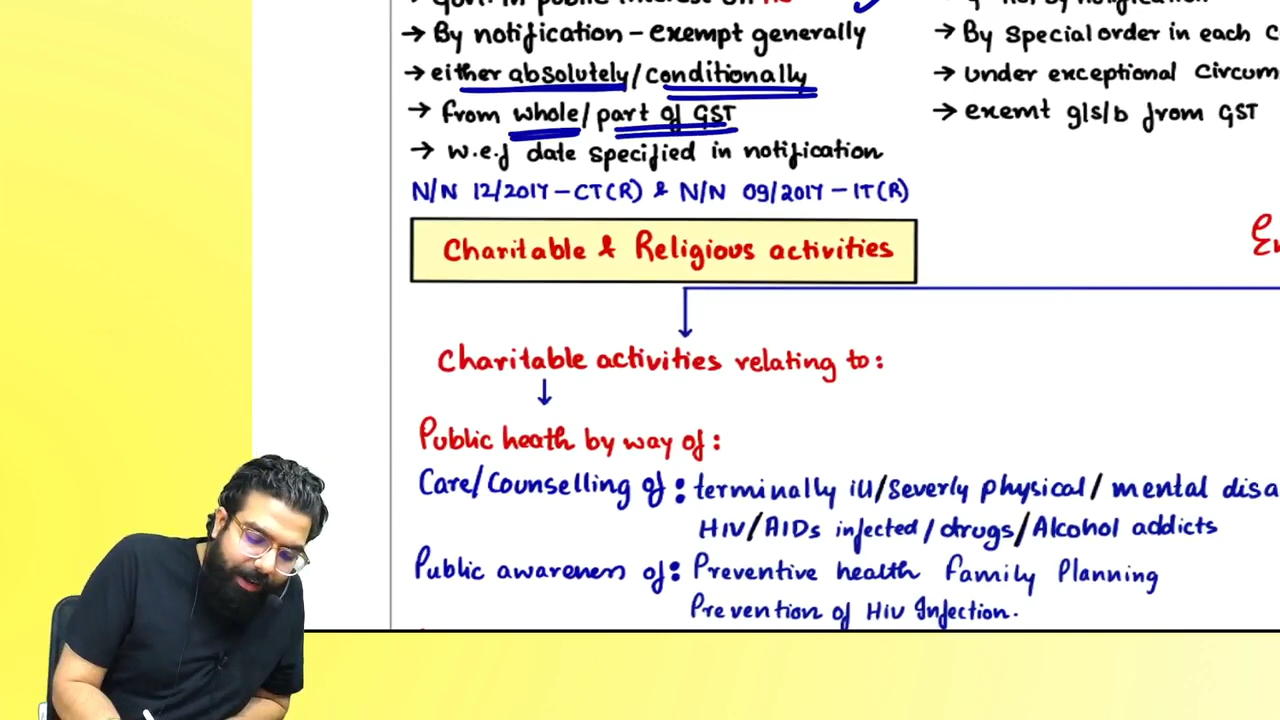 → By notification - exempt generally
→ either absolutely/conditionally
→ from whole/part of GST
→ w.e.f date specified in notification
N/N 12/2017 - CT(R) & N/N 09/2017 - IT(R)
→ By special order in each
→ under exceptional Circum
→ exemt g/s/b from GST
Charitable & Religious activities
Charitable activities relating to:
Public heath by way of:
Care/Counselling of: terminally ill/severly physical/mental disa
HIV/AIDs infected/drugs/Alcohol addicts
Public awareness of: Preventive health family Planning
Prevention of Hiv Infection.